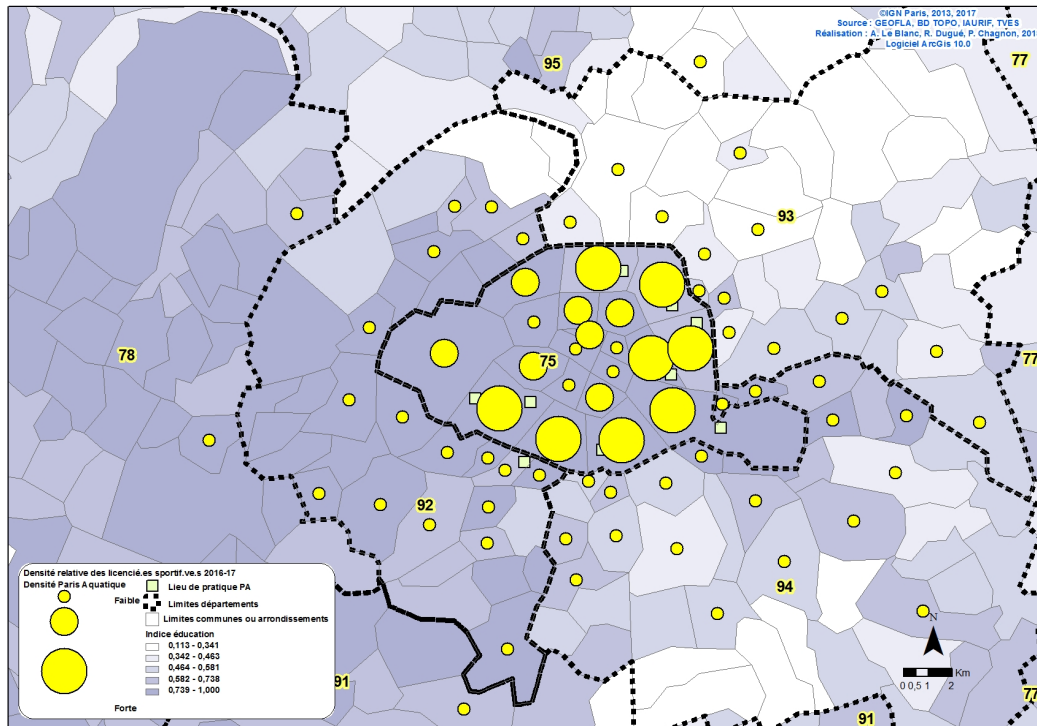 ©IGN Paris, 2013, 2017
Source : GEOFLA, BD TOPO, IAURIF, TVES
Réalisation : A. Le Blanc, R. Dugué, P. Chagnon, 201
Logiciel ArcGis 10.0
95
77
93
78
75
77
92
94
N
0 0,5 1 2 Km
91
77
91
Densité relative des licencié.es sportif.ve.s 2016-17
Densité Paris Aquatique
Faible
Forte
Lieu de pratique PA
Limites départements
Limites communes ou arrondissements
Indice éducation
0,113 - 0,341
0,342 - 0,463
0,464 - 0,581
0,582 - 0,738
0,739 - 1,000